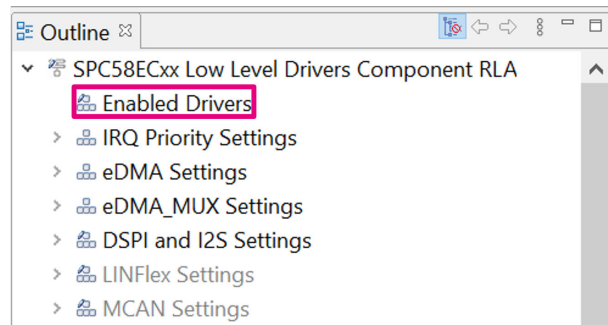 Outline
SPC58ECxx Low Level Drivers Component RLA
Enabled Drivers
IRQ Priority Settings
eDMA Settings
eDMA_MUX Settings
DSPI and I2S Settings
LINFlex Settings
MCAN Settings